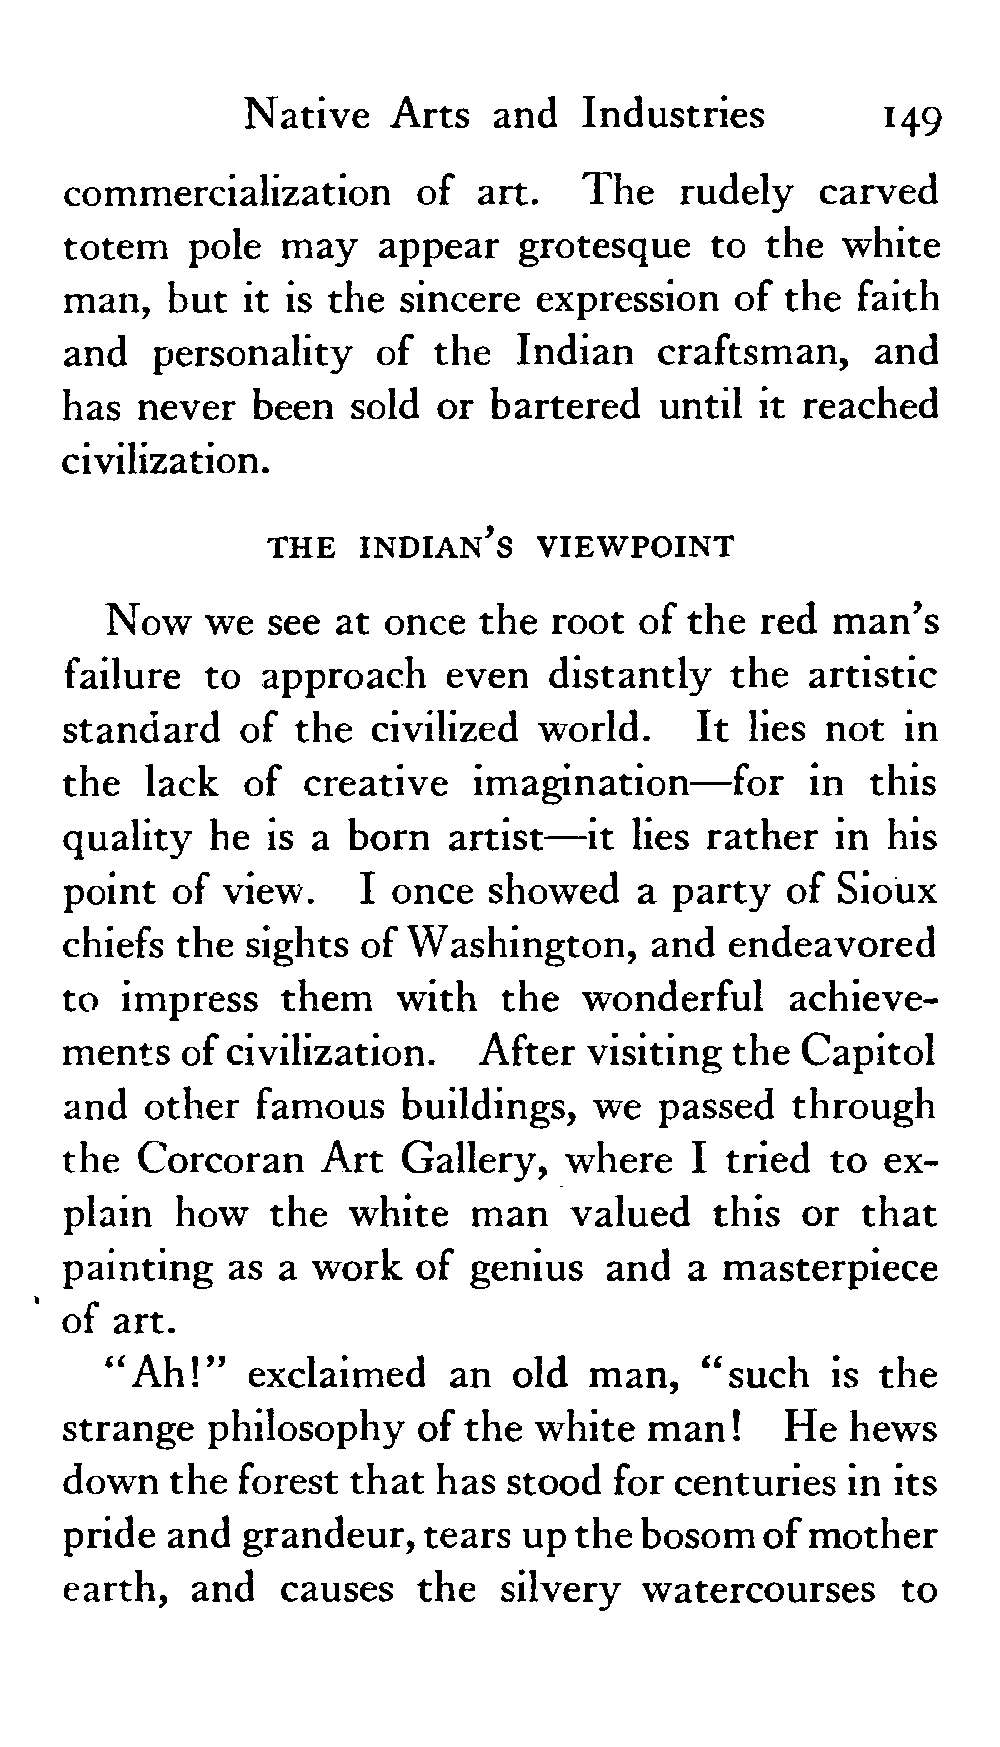 Native Arts and Industries 149
commercialization of art. The rudely carved
totem pole may appear grotesque to the white
man, but it is the sincere expression of the faith
and personality of the Indian craftsman, and
has never been sold or bartered until it reached
civilization.
THE INDIAN'S VIEWPOINT
Now we see at once the root of the red man's
failure to approach even distantly the artistic
standard of the civilized world. It lies not in
the lack of creative imagination—for in this
quality he is a born artist—it lies rather in his
point of view. I once showed a party of Sioux
chiefs the sights of Washington, and endeavored
to impress them with the wonderful achieve-
ments of civilization. After visiting the Capitol
and other famous buildings, we passed through
the Corcoran Art Gallery, where I tried to ex-
plain how the white man valued this or that
painting as a work of genius and a masterpiece
of art.
"Ah!" exclaimed an old man, "such is the
strange philosophy of the white man! He hews
down the forest that has stood for centuries in its
pride and grandeur, tears up the bosom of mother
earth, and causes the silvery watercourses to